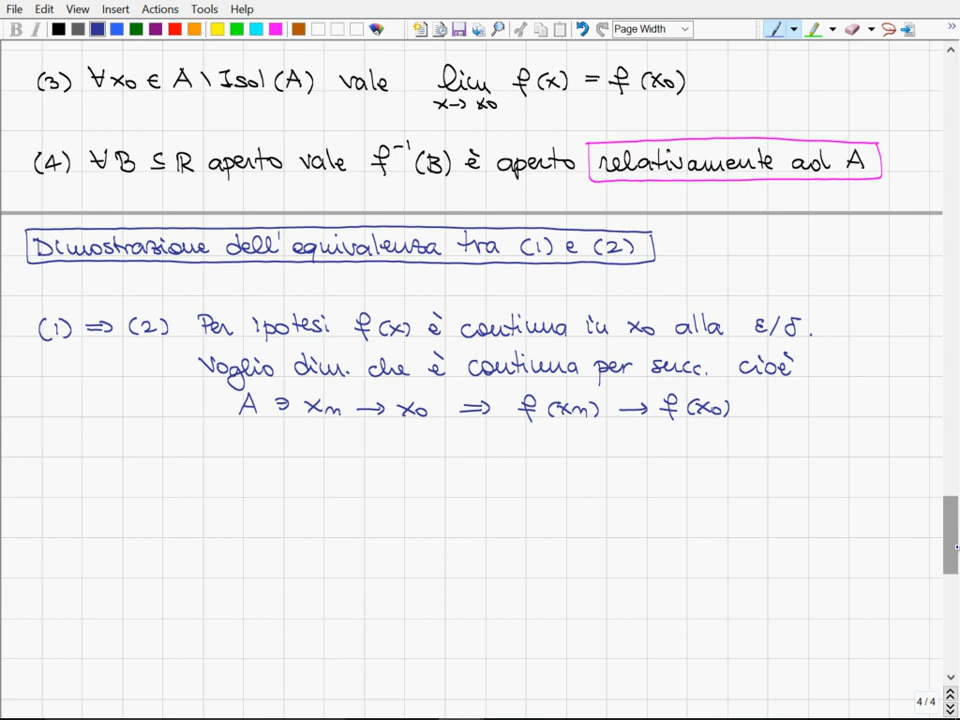 File Edit View Insert Actions Tools Help
B I Page Width
(3) ∀x₀ ∈ A \ Isol(A) vale lim f(x) = f(x₀)
x→x₀
(4) ∀B ⊆ ℝ aperto vale f⁻¹(B) è aperto relativamente ad A
Dimostrazione dell'equivalenza tra (1) e (2)
(1) ⇒ (2) Per ipotesi f(x) è continua in x₀ alla ε/δ.
Voglio dim. che è continua per succ. cioè
A ∋ xₙ → x₀ ⇒ f(xₙ) → f(x₀)
4 / 4